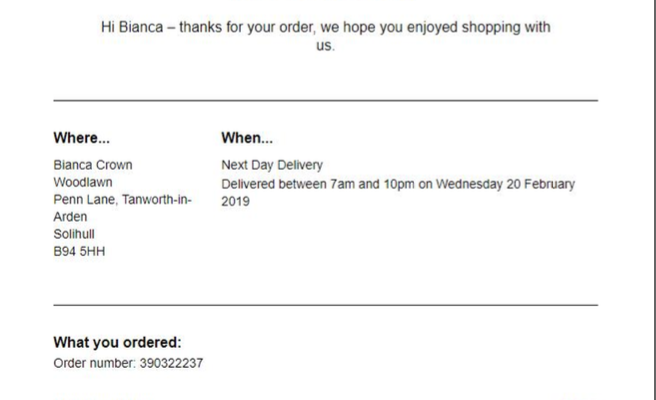 Hi Bianca – thanks for your order, we hope you enjoyed shopping with
us.
Where...
Bianca Crown
Woodlawn
Penn Lane, Tanworth-in-
Arden
Solihull
B94 5HH
When...
Next Day Delivery
Delivered between 7am and 10pm on Wednesday 20 February
2019
What you ordered:
Order number: 390322237